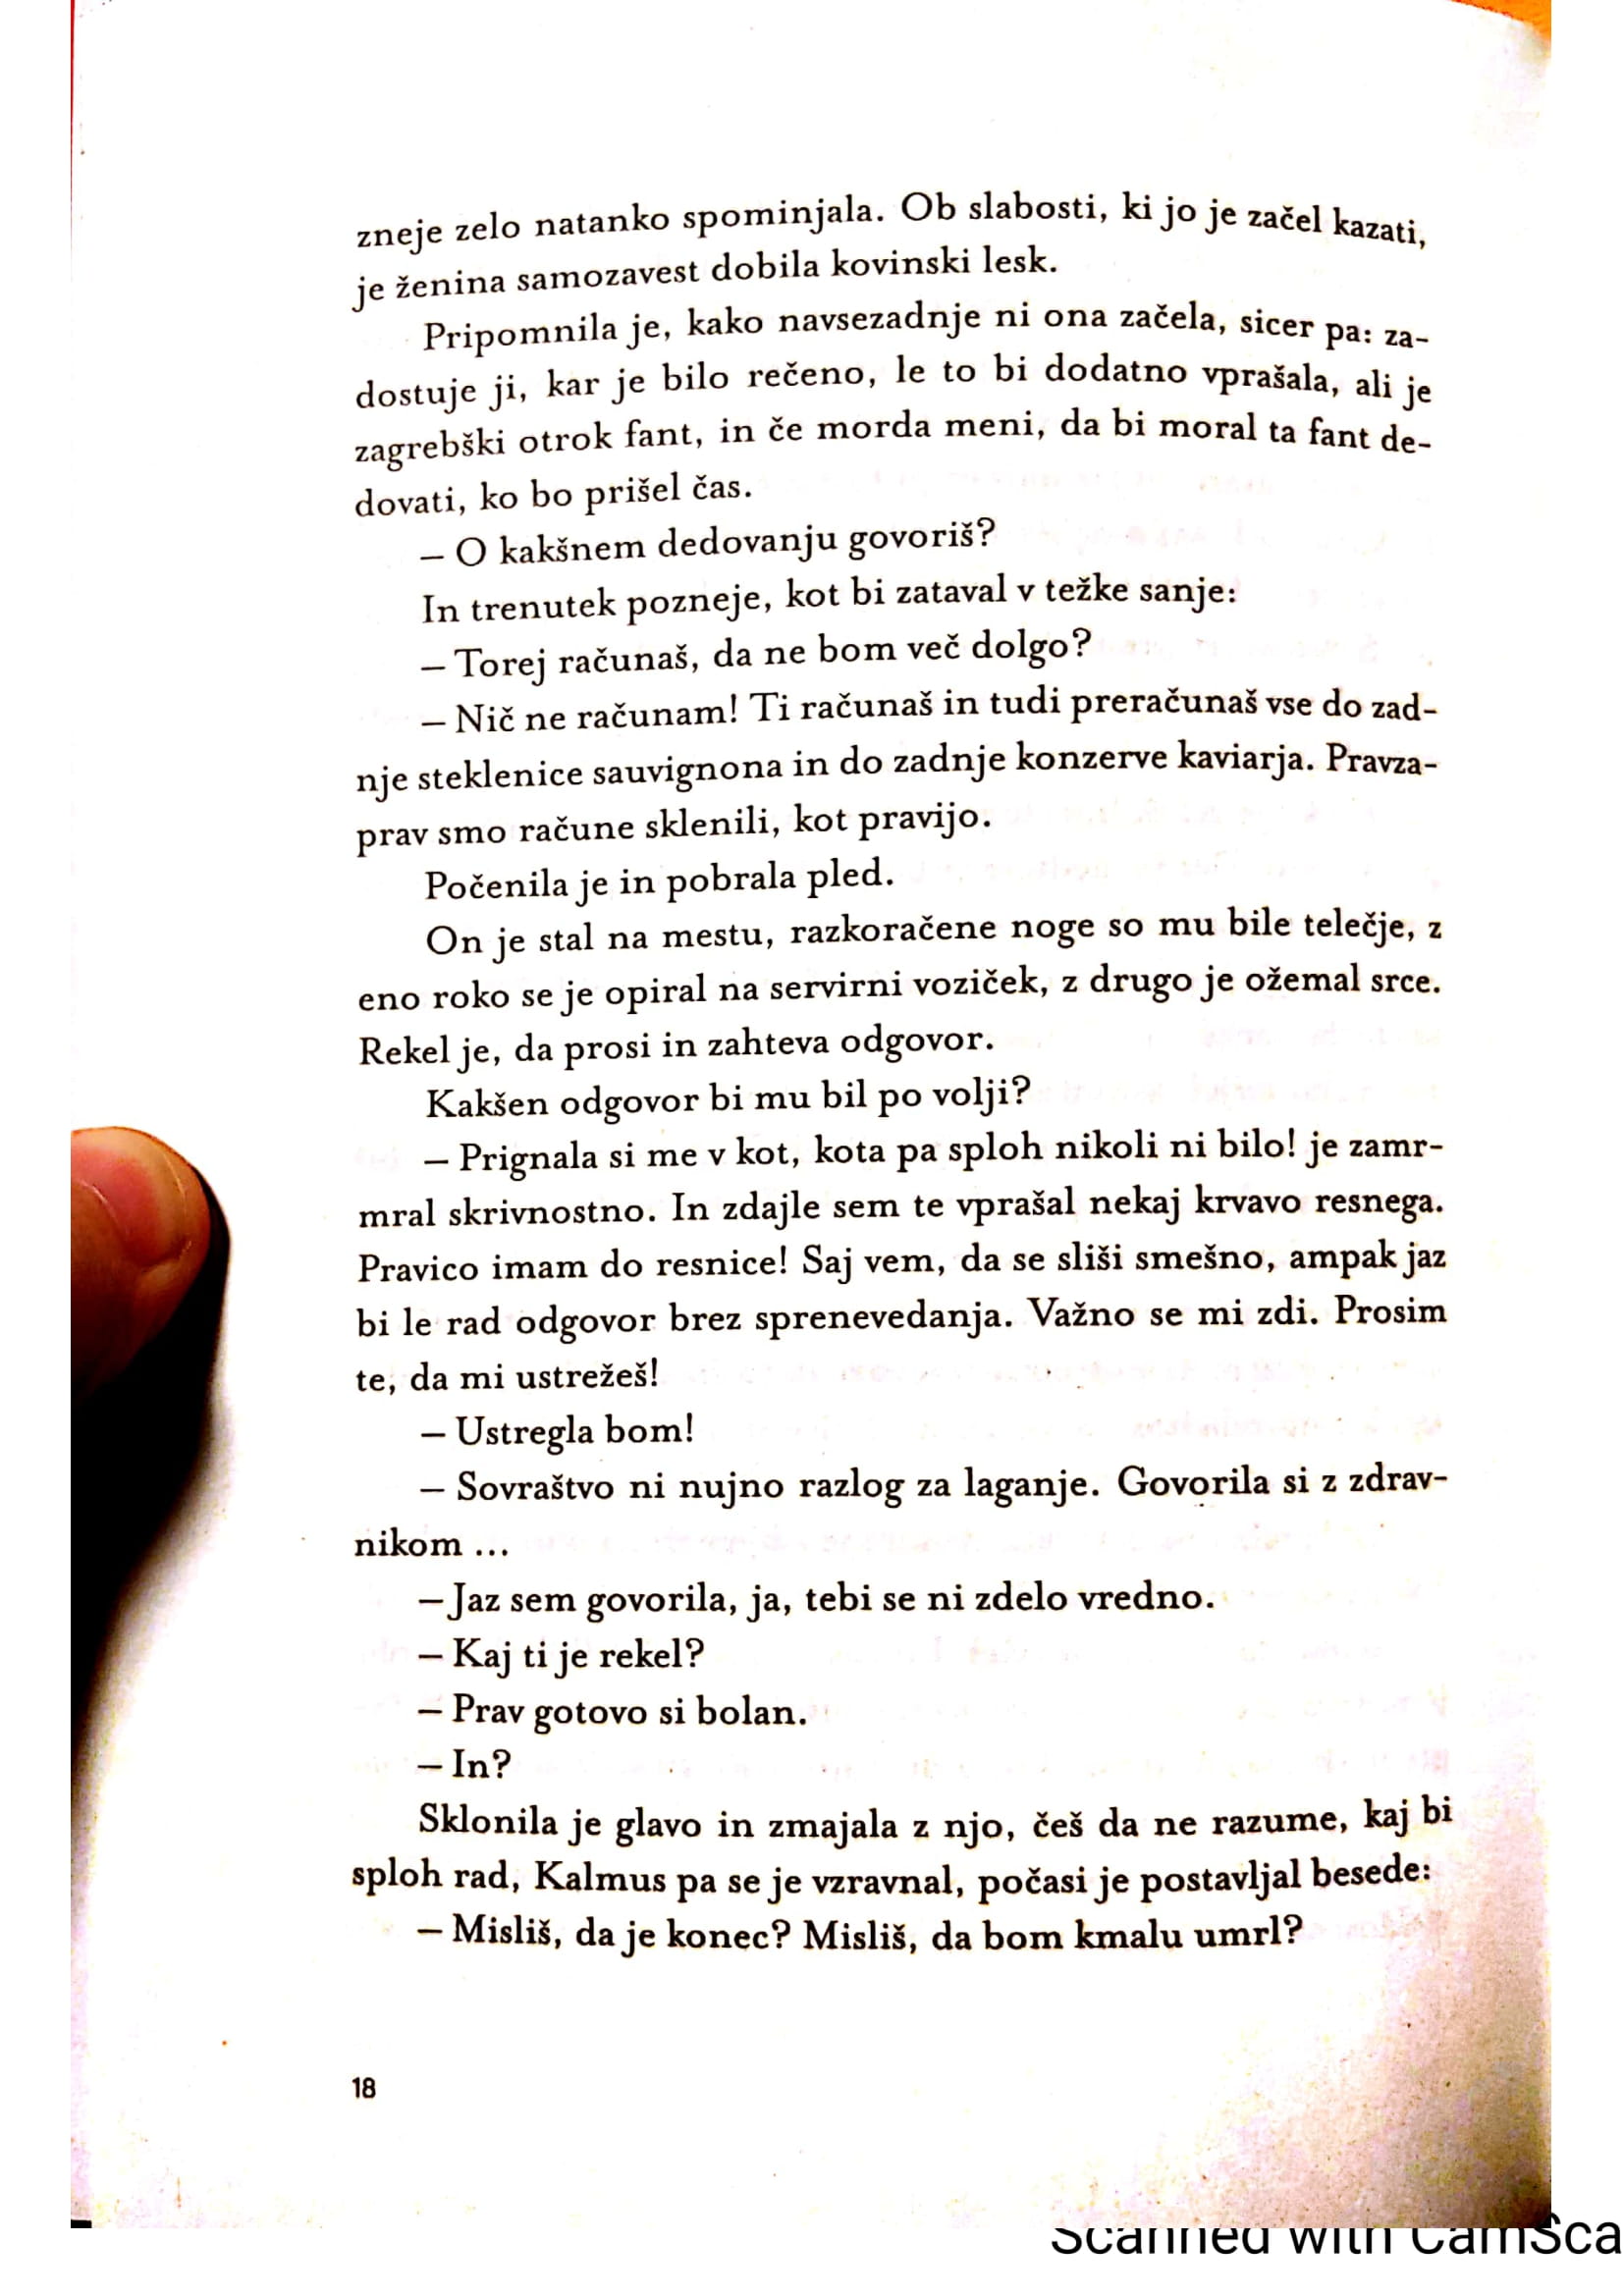 zneje zelo natanko spominjala. Ob slabosti, ki jo je začel kazati,
je ženina samozavest dobila kovinski lesk.
Pripomnila je, kako navsezadnje ni ona začela, sicer pa: za-
dostuje ji, kar je bilo rečeno, le to bi dodatno vprašala, ali je
zagrebški otrok fant, in če morda meni, da bi moral ta fant de-
dovati, ko bo prišel čas.
– O kakšnem dedovanju govoriš?
In trenutek pozneje, kot bi zataval v težke sanje:
– Torej računaš, da ne bom več dolgo?
– Nič ne računam! Ti računaš in tudi preračunaš vse do zad-
nje steklenice sauvignona in do zadnje konzerve kaviarja. Pravza-
prav smo račune sklenili, kot pravijo.
Počenila je in pobrala pled.
On je stal na mestu, razkoračene noge so mu bile telečje, z
eno roko se je opiral na servirni voziček, z drugo je ožemal srce.
Rekel je, da prosi in zahteva odgovor.
Kakšen odgovor bi mu bil po volji?
– Prignala si me v kot, kota pa sploh nikoli ni bilo! je zamr-
mral skrivnostno. In zdajle sem te vprašal nekaj krvavo resnega.
Pravico imam do resnice! Saj vem, da se sliši smešno, ampak jaz
bi le rad odgovor brez sprenevedanja. Važno se mi zdi. Prosim
te, da mi ustrežeš!
– Ustregla bom!
– Sovraštvo ni nujno razlog za laganje. Govorila si z zdrav-
nikom ...
– Jaz sem govorila, ja, tebi se ni zdelo vredno.
– Kaj ti je rekel?
– Prav gotovo si bolan.
– In?
Sklonila je glavo in zmajala z njo, češ da ne razume, kaj bi
sploh rad, Kalmus pa se je vzravnal, počasi je postavljal besede:
– Misliš, da je konec? Misliš, da bom kmalu umrl?
18
Scanned with CamSca